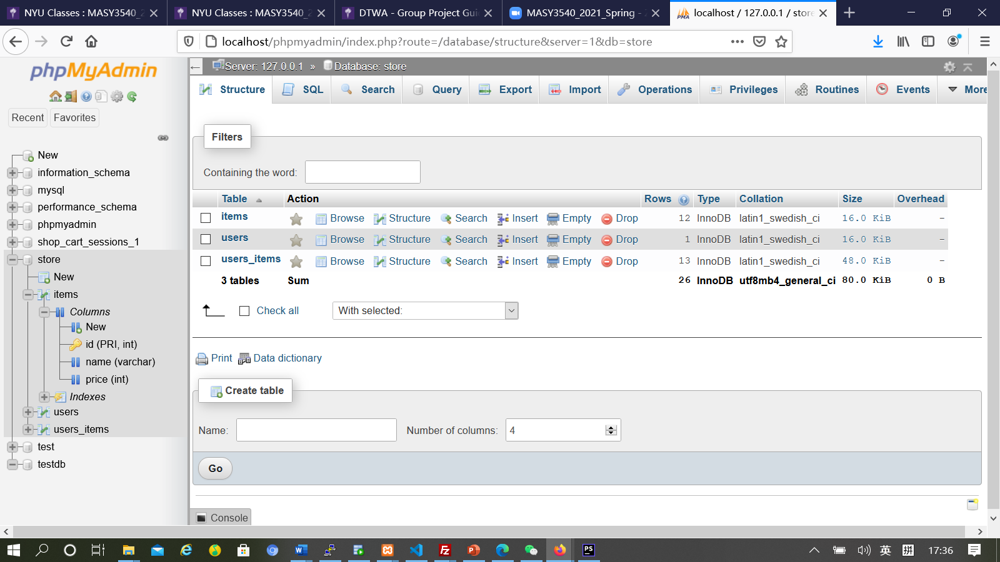 NYU Classes : MASY3540_2
NYU Classes : MASY3540_2
DTWA - Group Project Gui
MASY3540_2021_Spring -
localhost / 127.0.0.1 / store
localhost/phpmyadmin/index.php?route=/database/structure&server=1&db=store
phpMyAdmin
Recent
Favorites
New
information_schema
mysql
performance_schema
phpmyadmin
shop_cart_sessions_1
store
New
items
Columns
New
id (PRI, int)
name (varchar)
price (int)
Indexes
users
users_items
test
testdb
Server: 127.0.0.1 » Database: store
Structure SQL Search Query Export Import Operations Privileges Routines Events More
Filters
Containing the word:
Table Action Rows Type Collation Size Overhead
items Browse Structure Search Insert Empty Drop 12 InnoDB latin1_swedish_ci 16.0 KiB -
users Browse Structure Search Insert Empty Drop 1 InnoDB latin1_swedish_ci 16.0 KiB -
users_items Browse Structure Search Insert Empty Drop 13 InnoDB latin1_swedish_ci 48.0 KiB -
3 tables Sum 26 InnoDB utf8mb4_general_ci 80.0 KiB 0 B
Check all With selected:
Print Data dictionary
Create table
Name: Number of columns: 4
Go
Console
英 拼 17:36